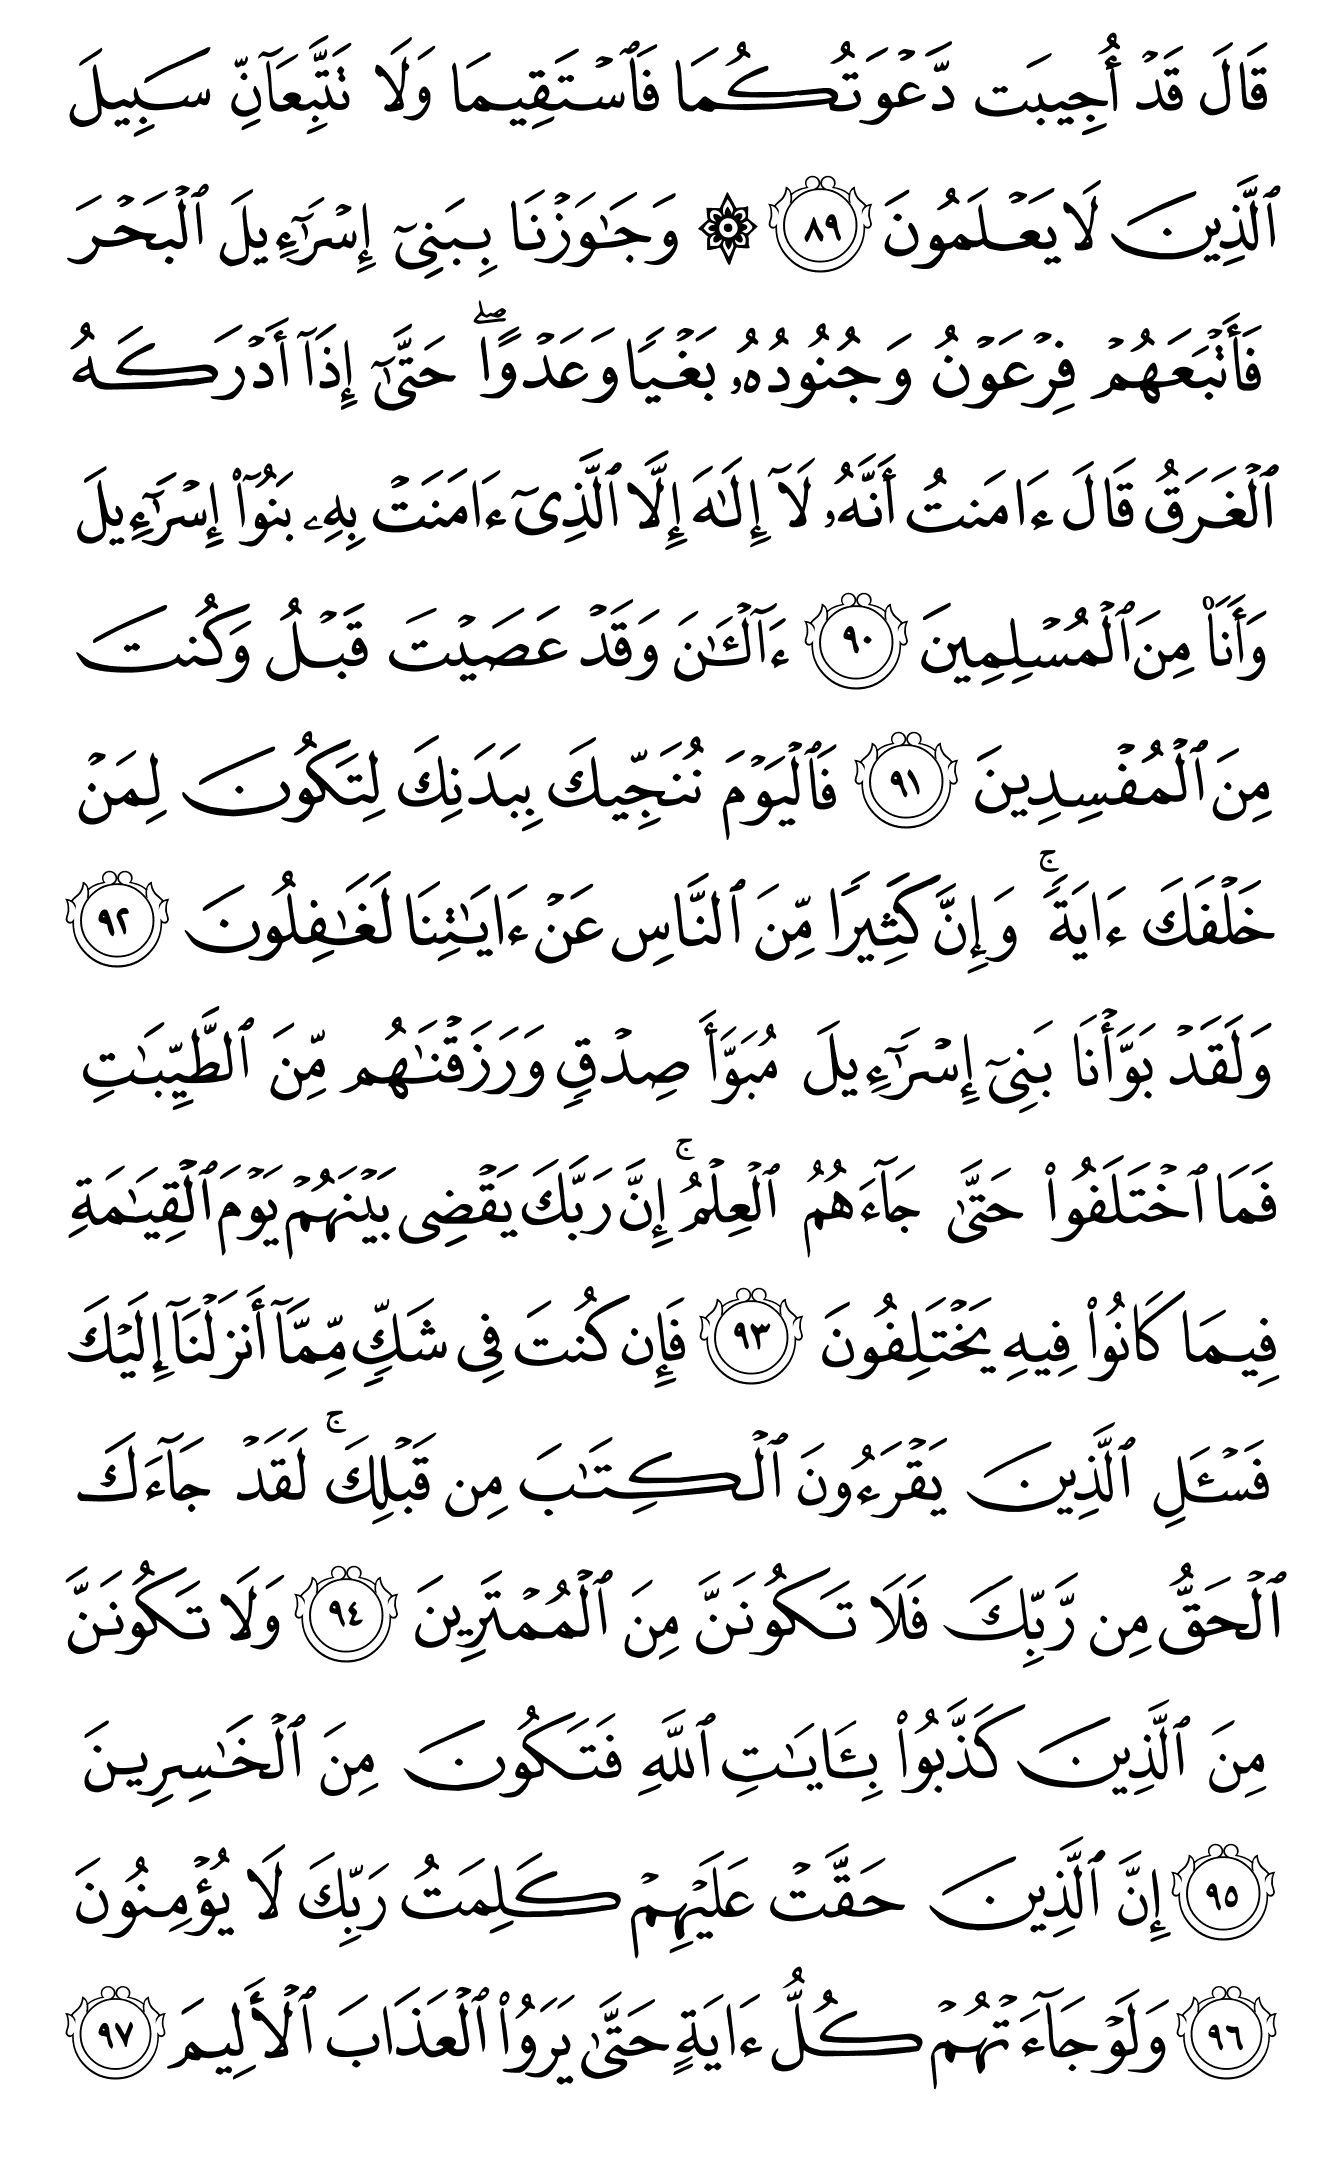 قَالَ قَدۡ أُجِيبَت دَّعۡوَتُكُمَا فَٱسۡتَقِيمَا وَلَا تَتَّبِعَآنِّ سَبِيلَ
ٱلَّذِينَ لَا يَعۡلَمُونَ ٨٩ ۞ وَجَٰوَزۡنَا بِبَنِيٓ إِسۡرَٰٓءِيلَ ٱلۡبَحۡرَ
فَأَتۡبَعَهُمۡ فِرۡعَوۡنُ وَجُنُودُهُۥ بَغۡيٗا وَعَدۡوًاۖ حَتَّىٰٓ إِذَآ أَدۡرَكَهُ
ٱلۡغَرَقُ قَالَ ءَامَنتُ أَنَّهُۥ لَآ إِلَٰهَ إِلَّا ٱلَّذِيٓ ءَامَنَتۡ بِهِۦ بَنُوٓاْ إِسۡرَٰٓءِيلَ
وَأَنَا۠ مِنَ ٱلۡمُسۡلِمِينَ ٩٠ ءَآلۡـَٰٔنَ وَقَدۡ عَصَيۡتَ قَبۡلُ وَكُنتَ
مِنَ ٱلۡمُفۡسِدِينَ ٩١ فَٱلۡيَوۡمَ نُنَجِّيكَ بِبَدَنِكَ لِتَكُونَ لِمَنۡ
خَلۡفَكَ ءَايَةٗۚ وَإِنَّ كَثِيرٗا مِّنَ ٱلنَّاسِ عَنۡ ءَايَٰتِنَا لَغَٰفِلُونَ ٩٢
وَلَقَدۡ بَوَّأۡنَا بَنِيٓ إِسۡرَٰٓءِيلَ مُبَوَّأَ صِدۡقٖ وَرَزَقۡنَٰهُم مِّنَ ٱلطَّيِّبَٰتِ
فَمَا ٱخۡتَلَفُواْ حَتَّىٰ جَآءَهُمُ ٱلۡعِلۡمُۚ إِنَّ رَبَّكَ يَقۡضِي بَيۡنَهُمۡ يَوۡمَ ٱلۡقِيَٰمَةِ
فِيمَا كَانُواْ فِيهِ يَخۡتَلِفُونَ ٩٣ فَإِن كُنتَ فِي شَكّٖ مِّمَّآ أَنزَلۡنَآ إِلَيۡكَ
فَسۡـَٔلِ ٱلَّذِينَ يَقۡرَءُونَ ٱلۡكِتَٰبَ مِن قَبۡلِكَۚ لَقَدۡ جَآءَكَ
ٱلۡحَقُّ مِن رَّبِّكَ فَلَا تَكُونَنَّ مِنَ ٱلۡمُمۡتَرِينَ ٩٤ وَلَا تَكُونَنَّ
مِنَ ٱلَّذِينَ كَذَّبُواْ بِـَٔايَٰتِ ٱللَّهِ فَتَكُونَ مِنَ ٱلۡخَٰسِرِينَ
٩٥ إِنَّ ٱلَّذِينَ حَقَّتۡ عَلَيۡهِمۡ كَلِمَتُ رَبِّكَ لَا يُؤۡمِنُونَ
٩٦ وَلَوۡ جَآءَتۡهُمۡ كُلُّ ءَايَةٍ حَتَّىٰ يَرَوُاْ ٱلۡعَذَابَ ٱلۡأَلِيمَ ٩٧